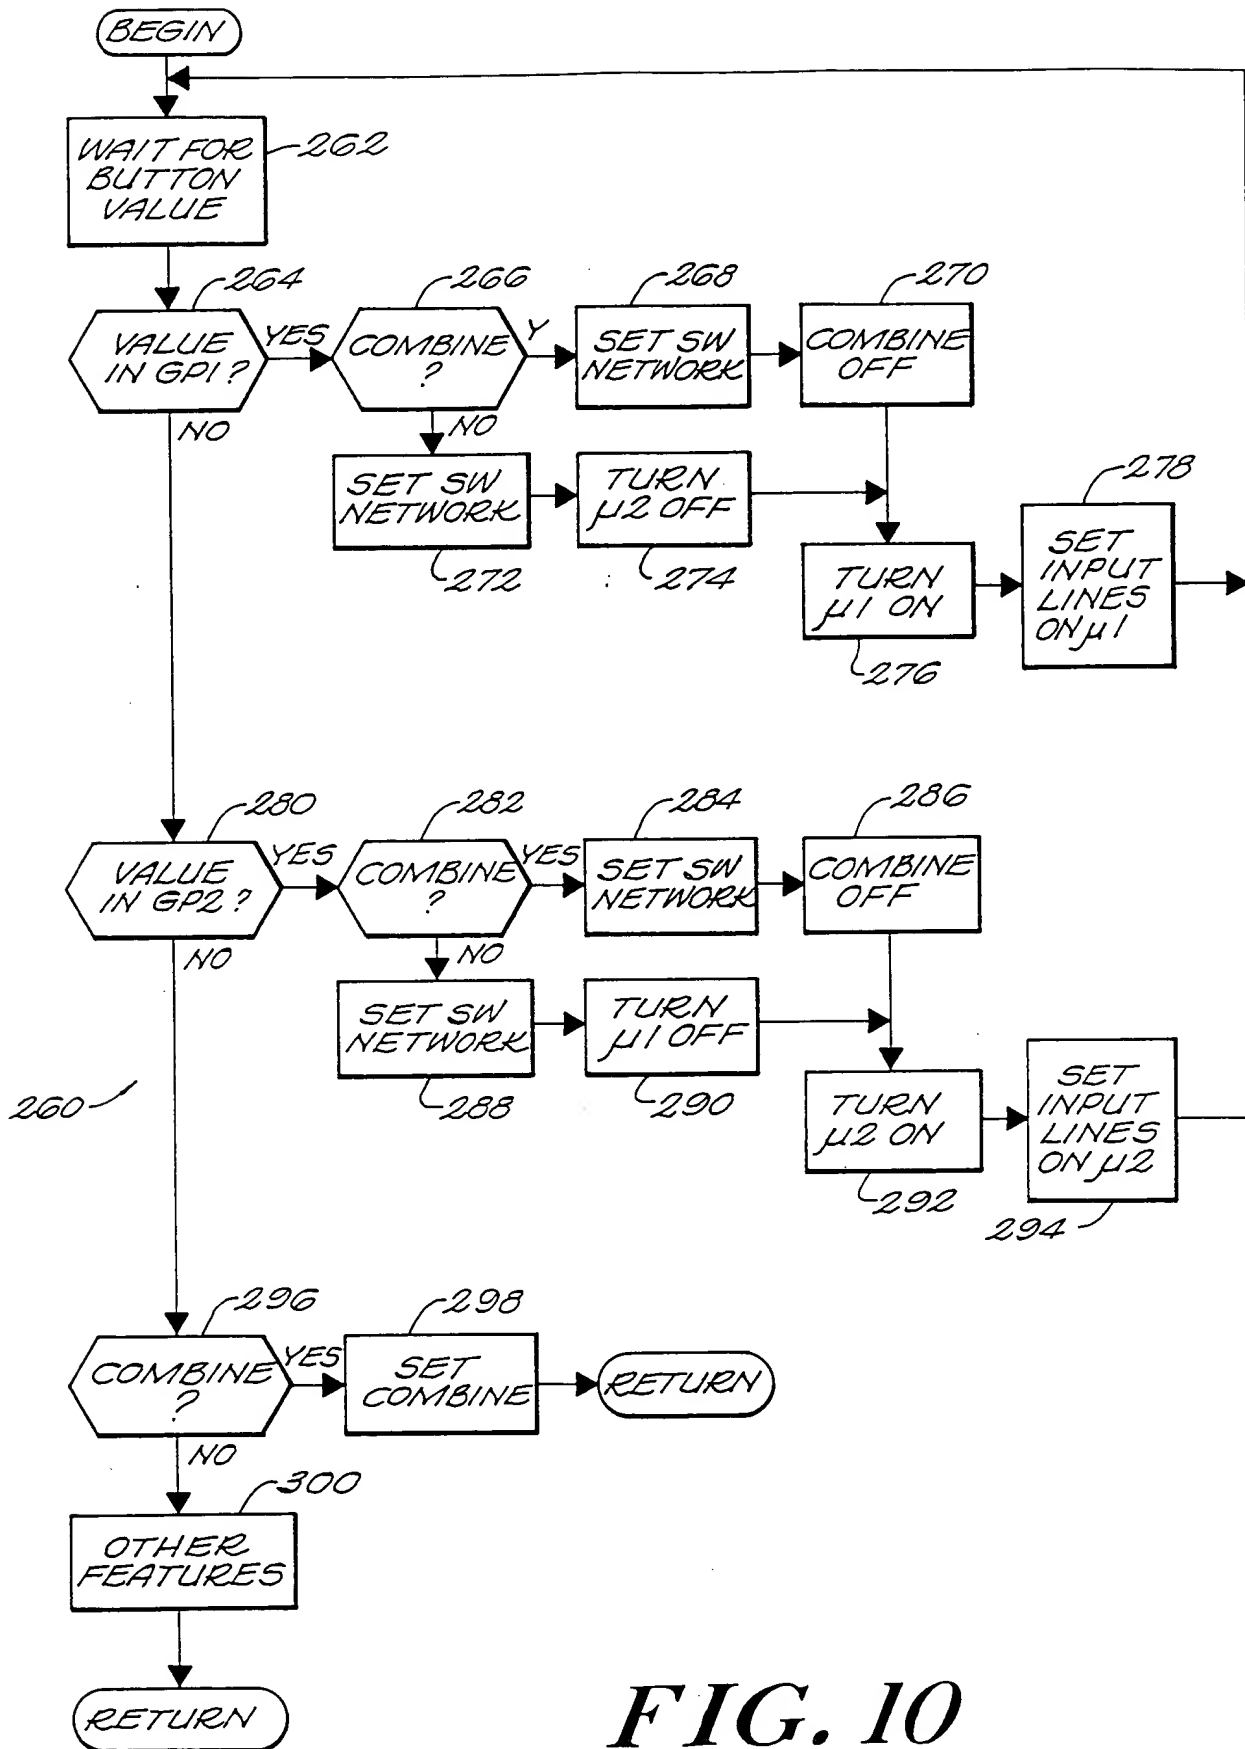 BEGIN
WAIT FOR
BUTTON
VALUE
262
264
VALUE
IN GP1 ?
YES
NO
266
COMBINE
?
Y
NO
268
SET SW
NETWORK
270
COMBINE
OFF
SET SW
NETWORK
272
TURN
μ2 OFF
274
TURN
μ1 ON
276
278
SET
INPUT
LINES
ON μ1
280
VALUE
IN GP2 ?
YES
NO
282
COMBINE
?
YES
NO
284
SET SW
NETWORK
286
COMBINE
OFF
SET SW
NETWORK
288
TURN
μ1 OFF
290
TURN
μ2 ON
292
SET
INPUT
LINES
ON μ2
294
260
296
COMBINE
?
YES
NO
298
SET
COMBINE
RETURN
300
OTHER
FEATURES
RETURN
FIG. 10